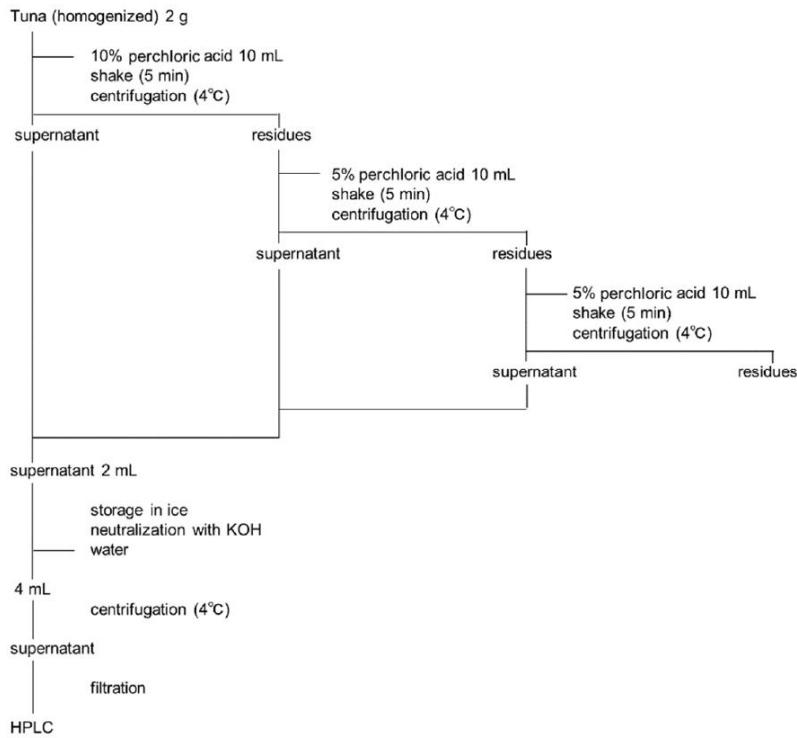 Tuna (homogenized) 2 g
10% perchloric acid 10 mL
shake (5 min)
centrifugation (4℃)
supernatant
residues
5% perchloric acid 10 mL
shake (5 min)
centrifugation (4℃)
supernatant
residues
5% perchloric acid 10 mL
shake (5 min)
centrifugation (4℃)
supernatant
residues
supernatant 2 mL
storage in ice
neutralization with KOH
water
4 mL
centrifugation (4℃)
supernatant
filtration
HPLC